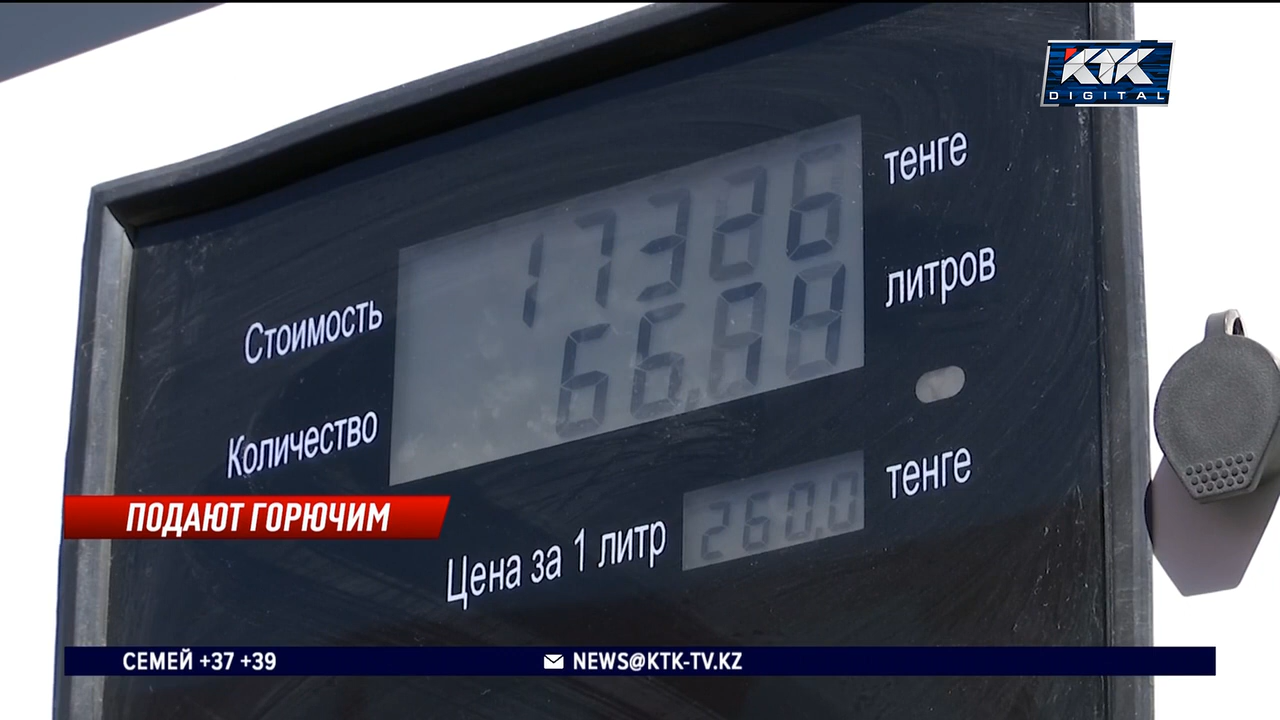 КТК
DIGITAL
тенге
17326
Стоимость
литров
Количество
тенге
260.0
Цена за 1 литр
ПОДАЮТ ГОРЮЧИМ
СЕМЕЙ +37 +39
NEWS@KTK-TV.KZ